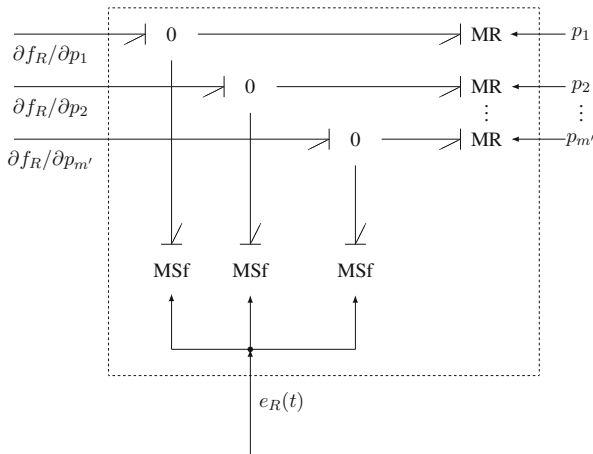 0 MR p_1
∂f_R/∂p_1
0 MR p_2
∂f_R/∂p_2
⋮ ⋮
0 MR p_{m'}
∂f_R/∂p_{m'}
MSf MSf MSf
e_R(t)